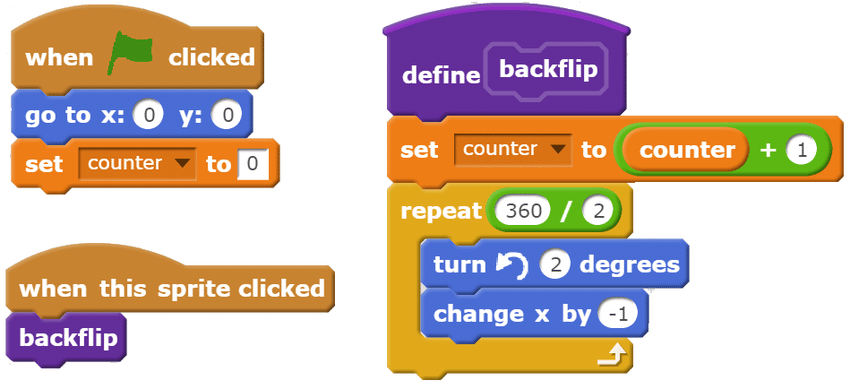 when clicked
go to x: 0 y: 0
set counter to 0
when this sprite clicked
backflip
define backflip
set counter to counter + 1
repeat 360 / 2
turn 2 degrees
change x by -1